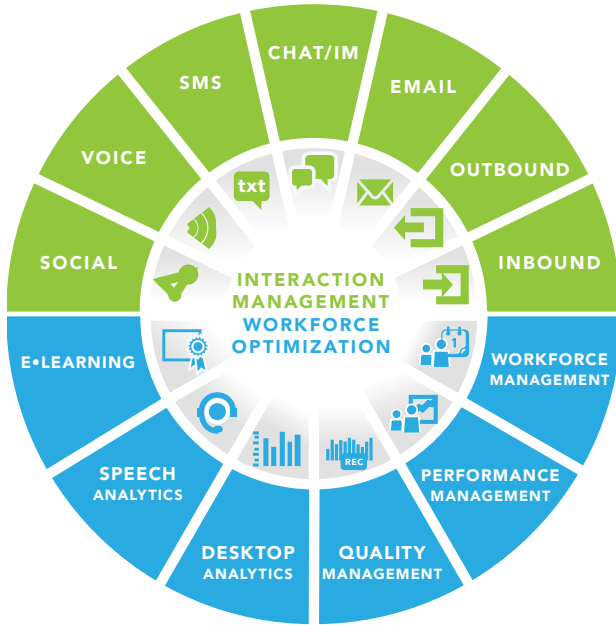 CHAT/IM
SMS
EMAIL
VOICE
OUTBOUND
txt
SOCIAL
INBOUND
INTERACTION
MANAGEMENT
WORKFORCE
OPTIMIZATION
1
E•LEARNING
WORKFORCE
MANAGEMENT
REC
SPEECH
ANALYTICS
PERFORMANCE
MANAGEMENT
DESKTOP
ANALYTICS
QUALITY
MANAGEMENT